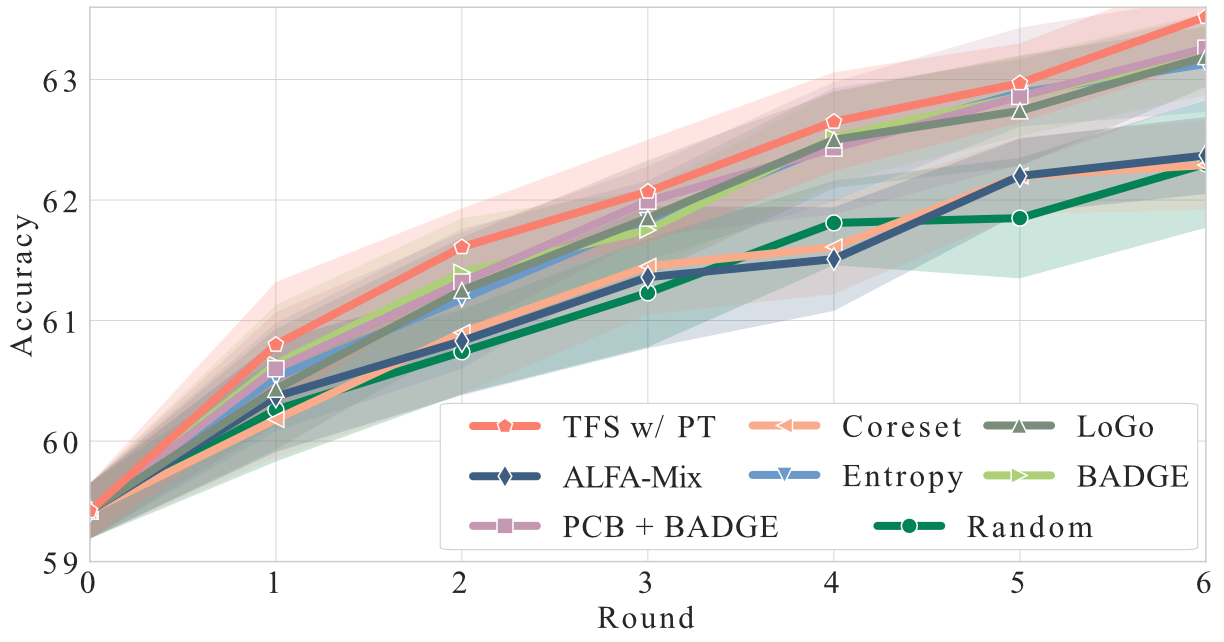 63
62
61
60
59
0 1 2 3 4 5 6
Accuracy
Round
TFS w/ PT Coreset LoGo
ALFA-Mix Entropy BADGE
PCB + BADGE Random